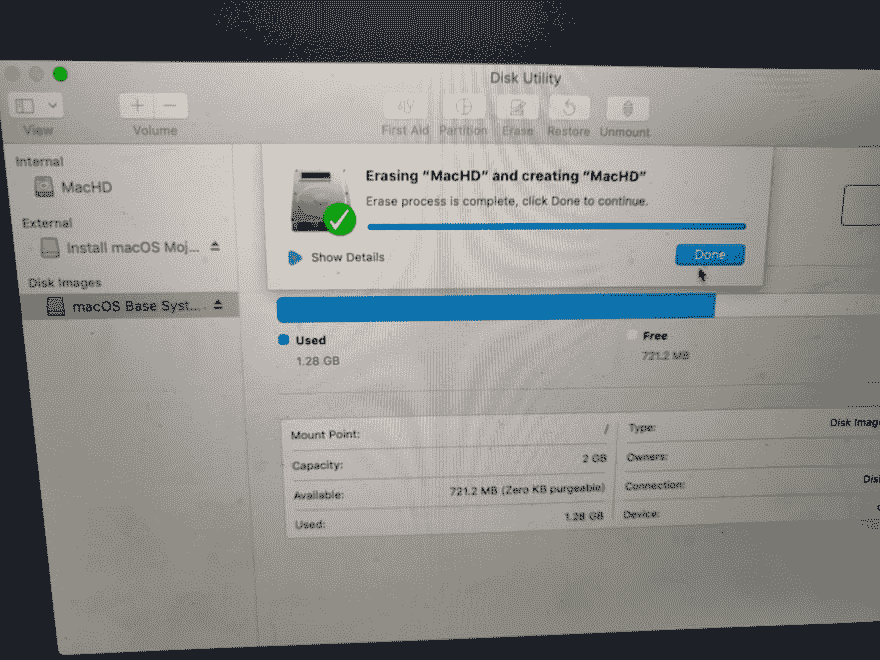 Disk Utility
View
Volume
First Aid
Partition
Erase
Restore
Unmount
Internal
MacHD
External
Install macOS Moj...
Disk Images
macOS Base Syst...
Erasing “MacHD” and creating “MacHD”
Erase process is complete, click Done to continue.
Show Details
Done
Used
1.28 GB
Free
721.2 MB
Mount Point: /
Capacity: 2 GB
Available: 721.2 MB (Zero KB purgeable)
Used: 1.28 GB
Type: Disk Imag
Owners:
Connection: Dis
Device: